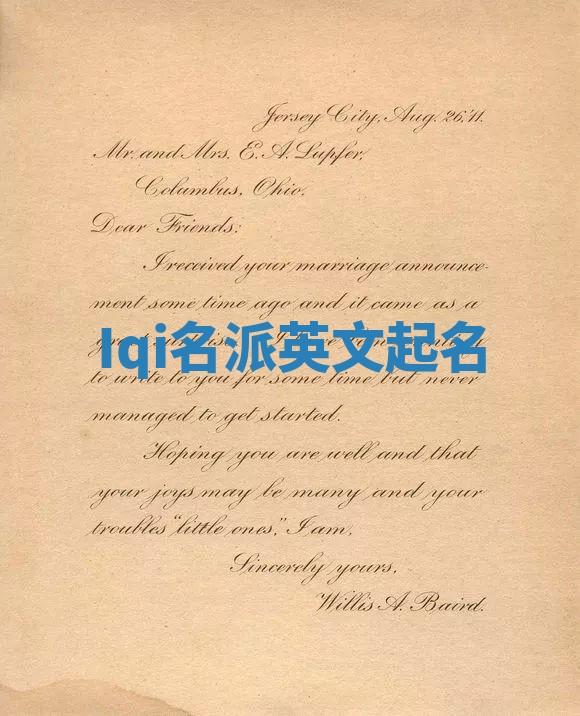 Jersey City, Aug. 26,'11.
Mr. and Mrs. E. A. Lupfer,
Columbus, Ohio.
Dear Friends:
I received your marriage announce-
ment some time ago and it came as a
Iqi名派英文起名
to write to you for some time but never
managed to get started.
Hoping you are well and that
your joys may be many and your
troubles "little ones," I am,
Sincerely yours,
Willis A. Baird.